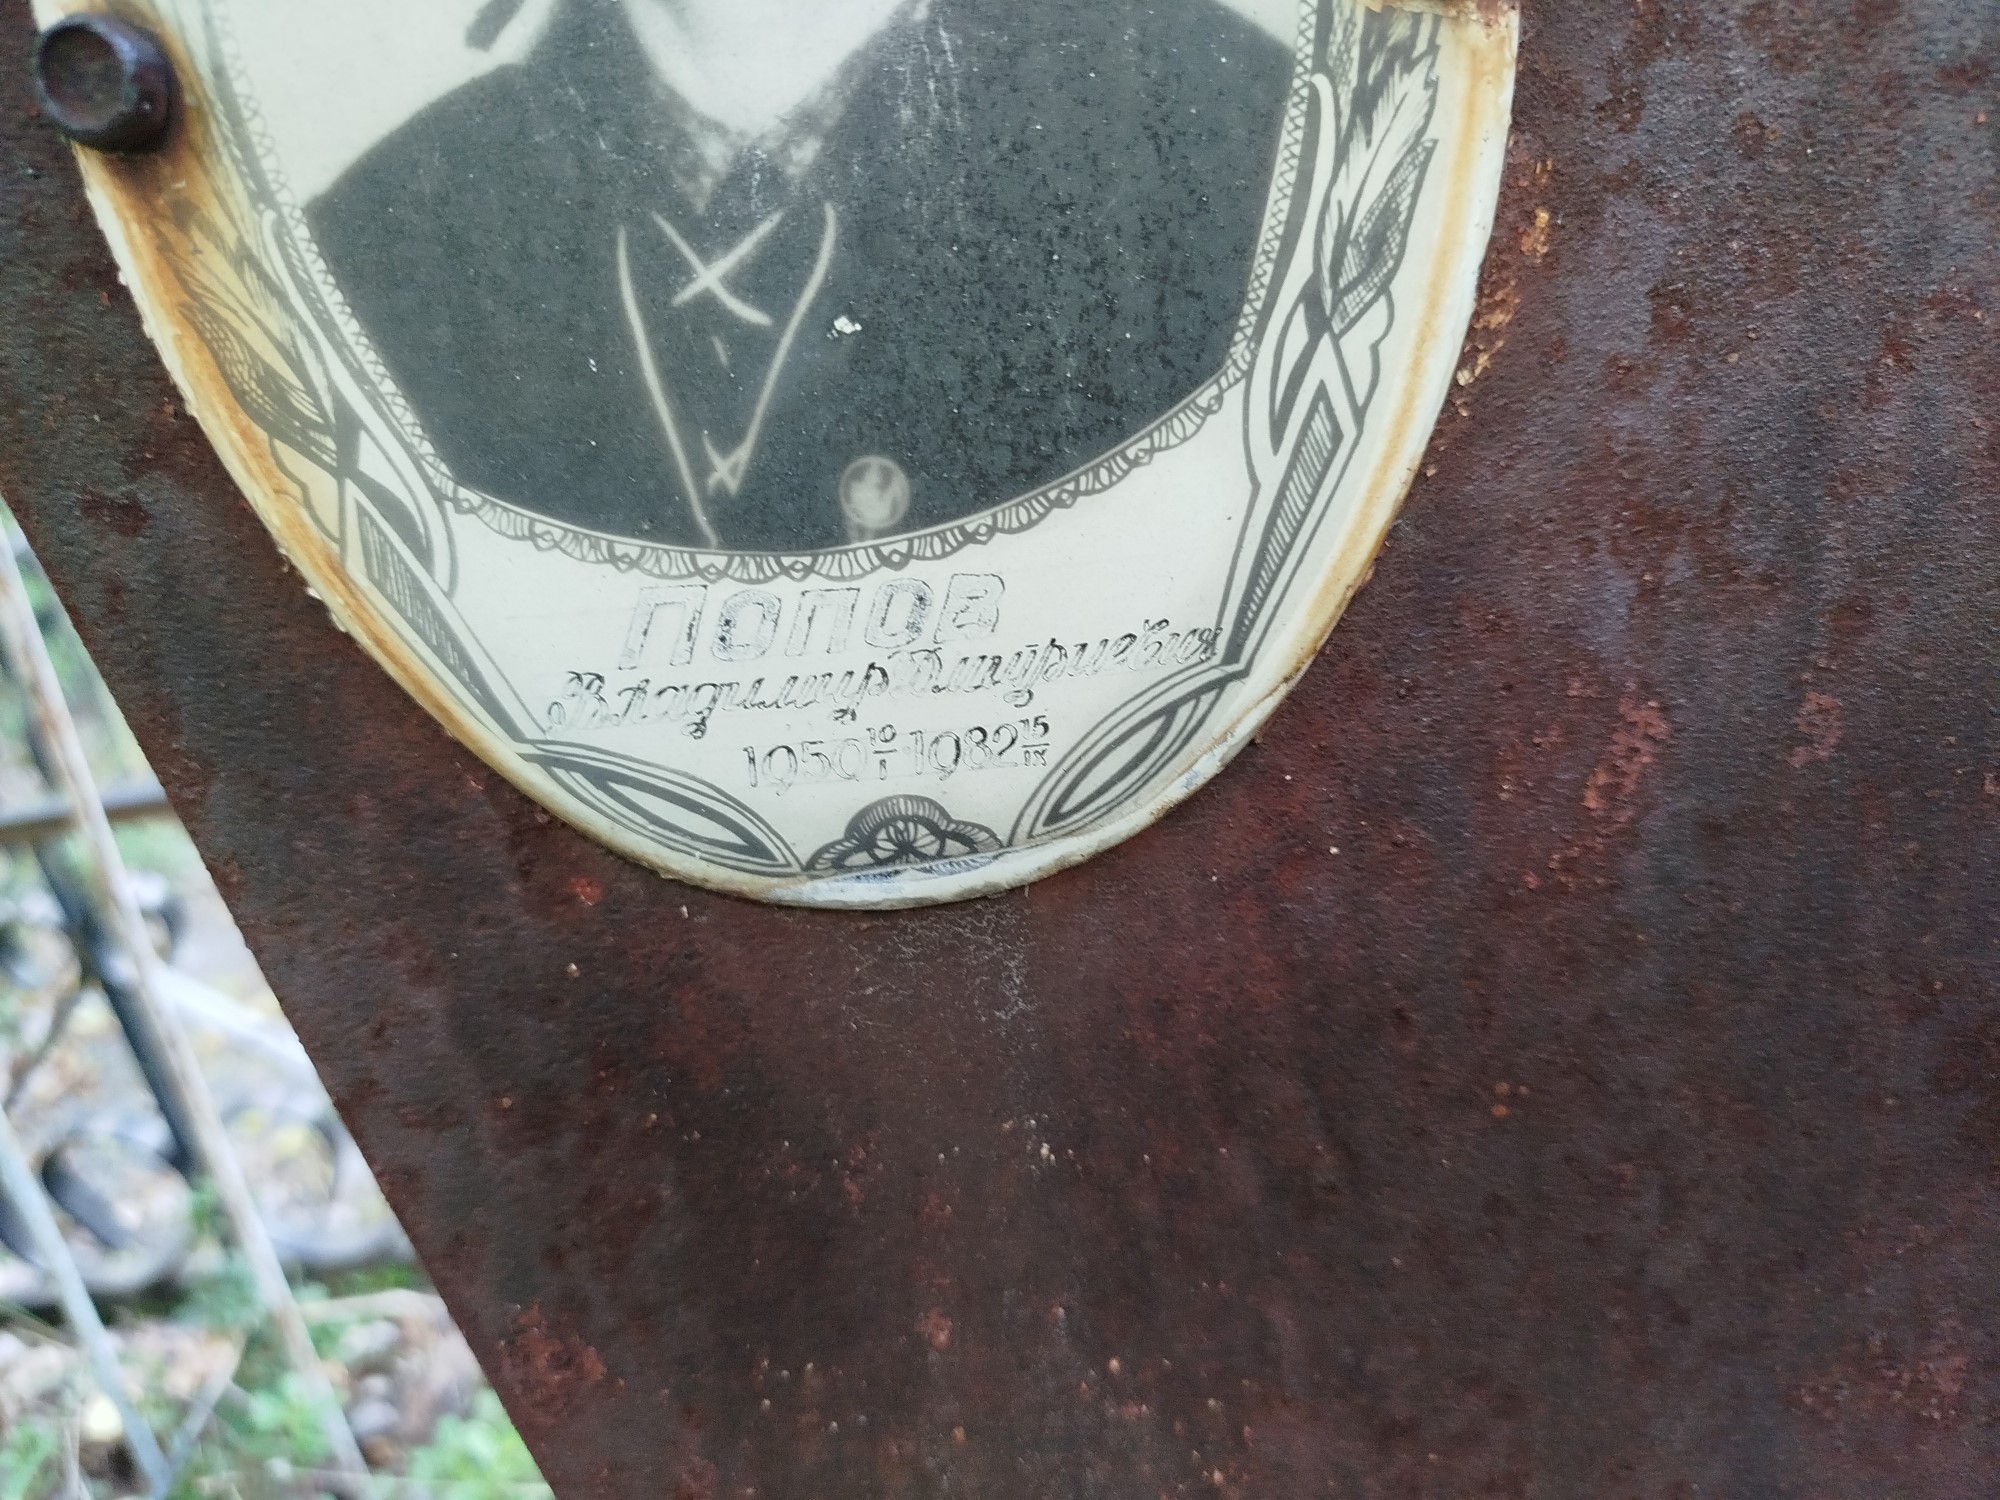 ПОПОВ
Владимир Дмитриевич
1950 10/I 1982 15/IX